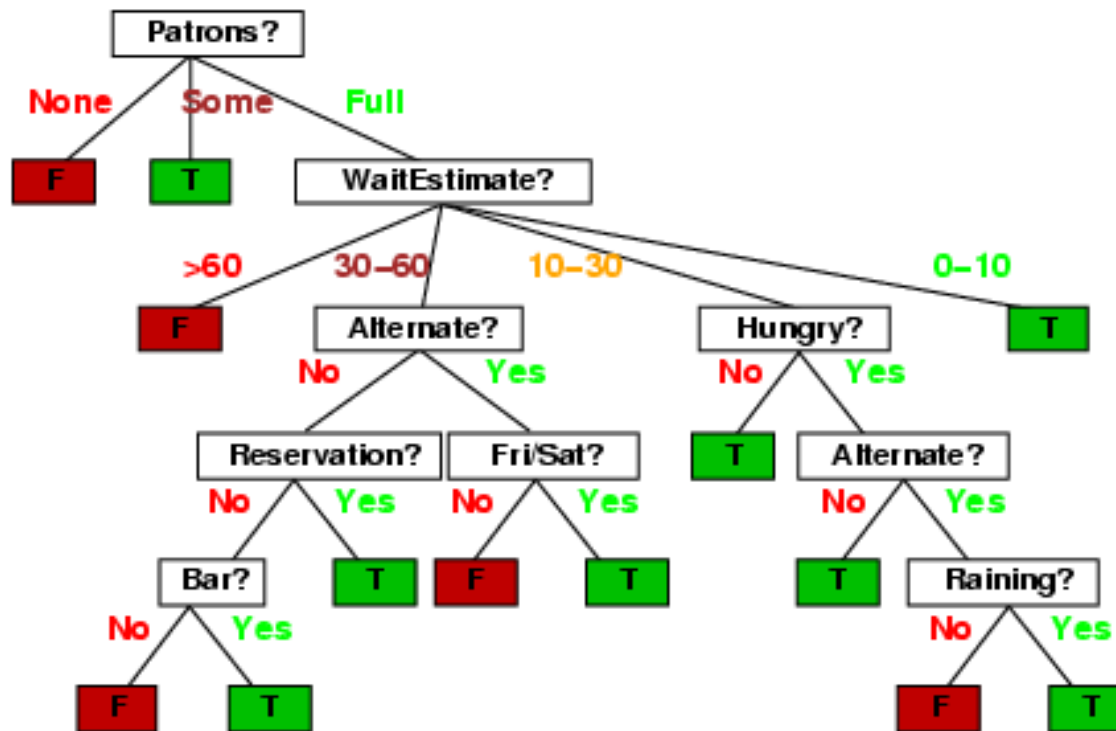 Patrons?
None Some Full
F T WaitEstimate?
>60 30–60 10–30 0–10
F Alternate? Hungry? T
No Yes No Yes
Reservation? Fri/Sat? T Alternate?
No Yes No Yes No Yes
Bar? T F T T Raining?
No Yes No Yes
F T F T